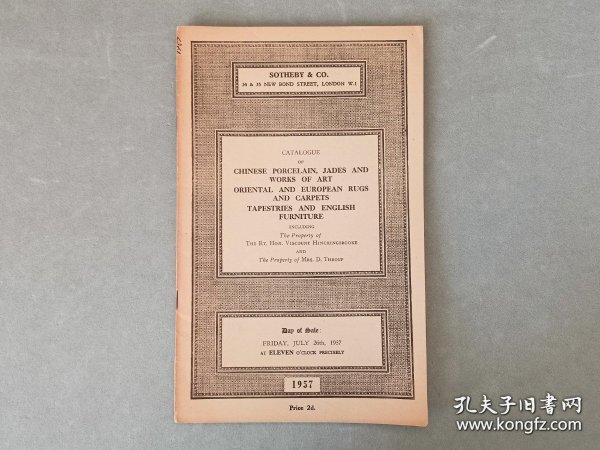 SOTHEBY & CO.
34 & 35 NEW BOND STREET, LONDON W.1
CATALOGUE
OF
CHINESE PORCELAIN, JADES AND
WORKS OF ART
ORIENTAL AND EUROPEAN RUGS
AND CARPETS
TAPESTRIES AND ENGLISH
FURNITURE
INCLUDING
The Property of
THE RT. HON. VISCOUNT HINCHINGBROOKE
AND
The Property of MRS. D. THROUP
Day of Sale:
FRIDAY, JULY 26th, 1957
AT ELEVEN O'CLOCK PRECISELY
1957
Price 2d.
孔夫子旧书网
www.kongfz.com